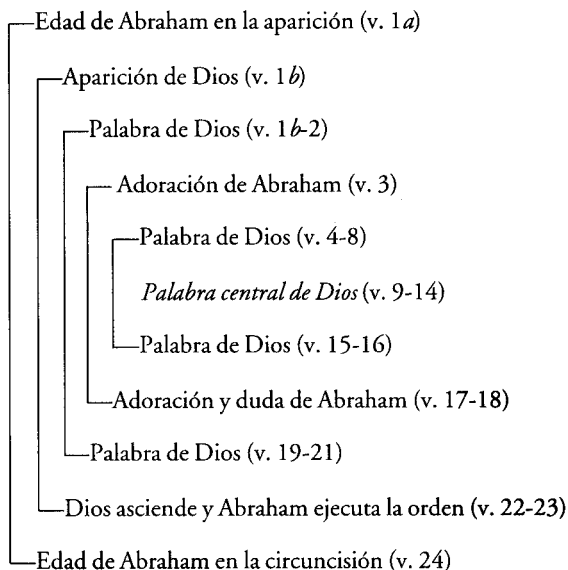 Edad de Abraham en la aparición (v. 1a)
Aparición de Dios (v. 1b)
Palabra de Dios (v. 1b-2)
Adoración de Abraham (v. 3)
Palabra de Dios (v. 4-8)
Palabra central de Dios (v. 9-14)
Palabra de Dios (v. 15-16)
Adoración y duda de Abraham (v. 17-18)
Palabra de Dios (v. 19-21)
Dios asciende y Abraham ejecuta la orden (v. 22-23)
Edad de Abraham en la circuncisión (v. 24)